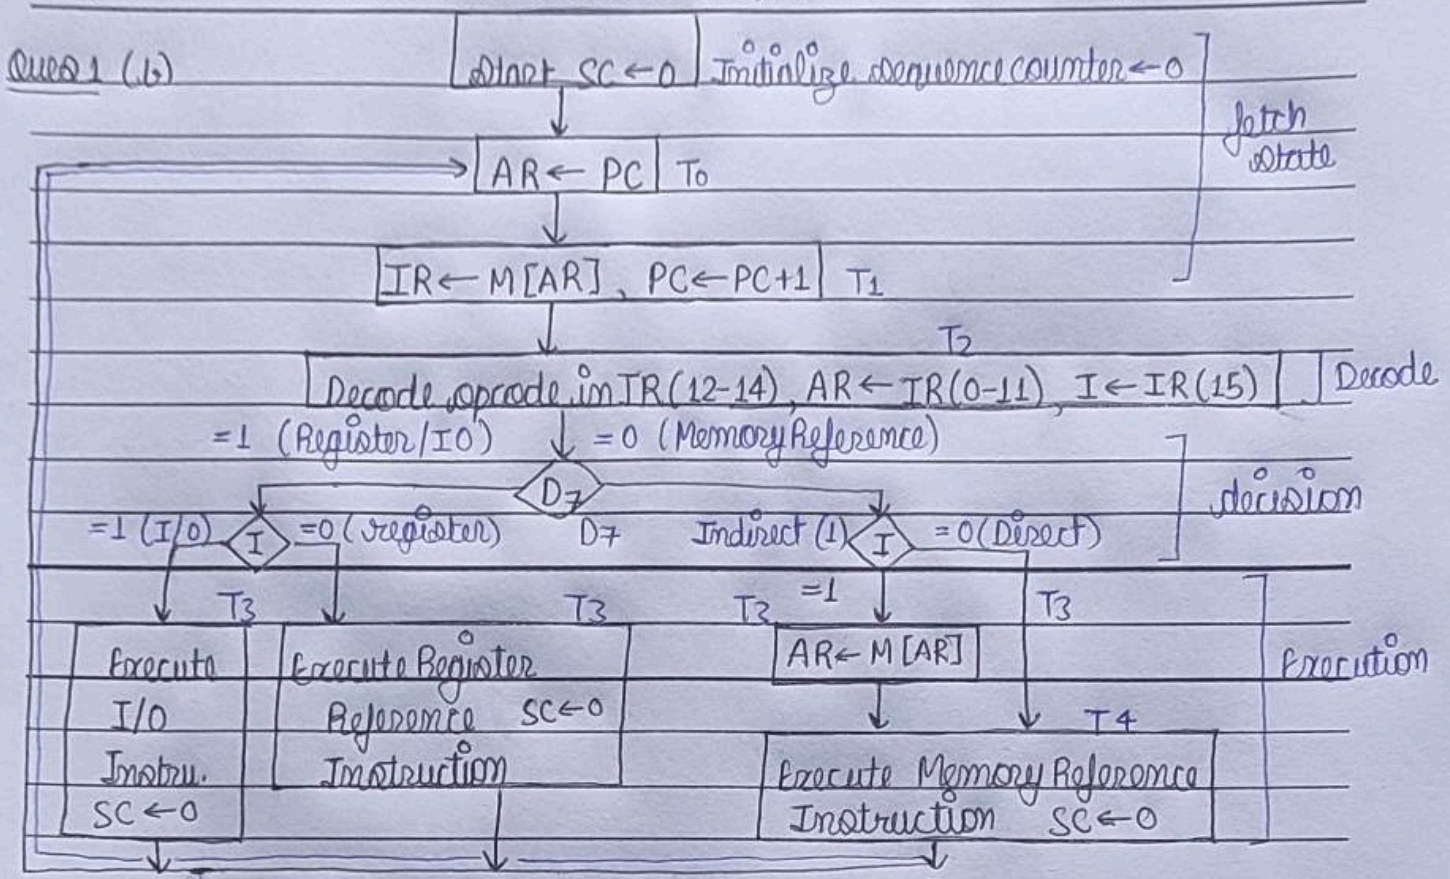 Ques 1 (b)
Start SC ← 0 Initialize sequence counter ← 0
fetch
state
AR ← PC T0
IR ← M[AR], PC ← PC+1 T1
T2
Decode opcode in IR(12-14), AR ← IR(0-11), I ← IR(15) Decode
=1 (Register/IO) =0 (Memory Reference)
D7
decision
=1 (I/O) I =0 (register) D7 Indirect (1) I =0 (Direct)
T3 T3 T3 =1 T3
Execute Execute Register AR ← M[AR] Execution
I/O Reference SC ← 0 T4
Instru. Instruction Execute Memory Reference
SC ← 0 Instruction SC ← 0